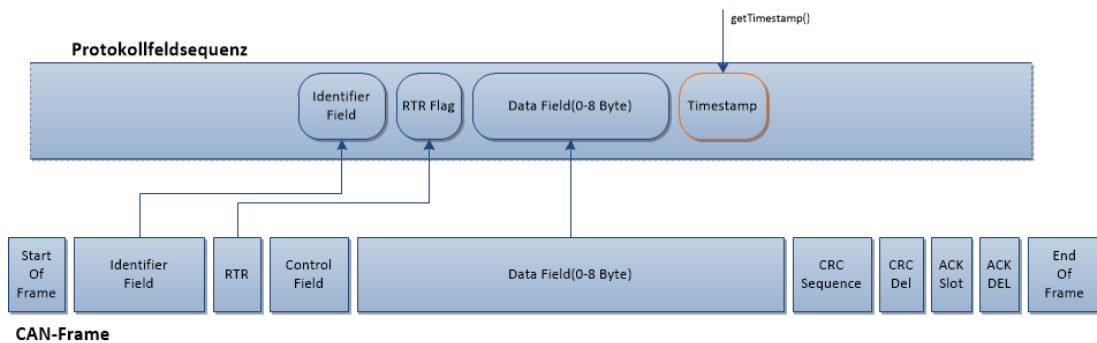 getTimestamp()
Protokollfeldsequenz
Identifier
Field
RTR Flag
Data Field(0-8 Byte)
Timestamp
Start
Of
Frame
Identifier
Field
RTR
Control
Field
Data Field(0-8 Byte)
CRC
Sequence
CRC
Del
ACK
Slot
ACK
DEL
End
Of
Frame
CAN-Frame